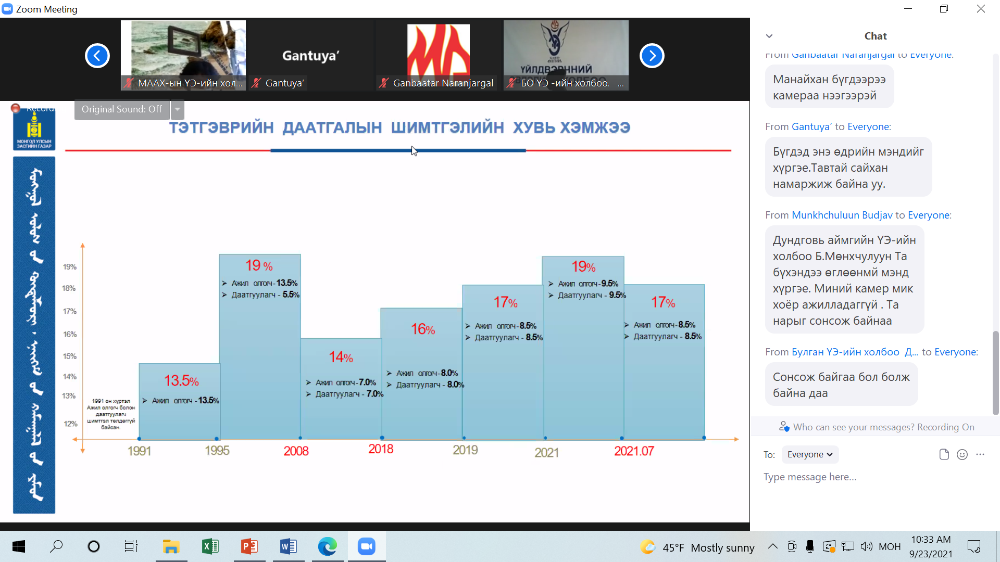 Zoom Meeting
Gantuya’
ҮЙЛДВЭРЧНИЙ
МААХ-ын ҮЭ-ийн хол...
Gantuya’
Ganbaatar Naranjargal
БӨ ҮЭ -ийн холбоо. ...
Original Sound: Off
МОНГОЛ УЛСЫН
ЗАСГИЙН ГАЗАР
ТЭТГЭВРИЙН ДААТГАЛЫН ШИМТГЭЛИЙН ХУВЬ ХЭМЖЭЭ
19%
18%
17%
16%
15%
14%
13%
12%
1991 он хүртэл
Ажил олгогч болон
даатгуулагч
шимтгэл төлдөггүй
байсан.
13.5%
➢ Ажил олгогч - 13.5%
19 %
➢ Ажил олгогч - 13.5%
➢ Даатгуулагч - 5.5%
14%
➢ Ажил олгогч - 7.0%
➢ Даатгуулагч - 7.0%
16%
➢ Ажил олгогч - 8.0%
➢ Даатгуулагч - 8.0%
17%
➢ Ажил олгогч - 8.5%
➢ Даатгуулагч - 8.5%
19%
➢ Ажил олгогч - 9.5%
➢ Даатгуулагч - 9.5%
17%
➢ Ажил олгогч - 8.5%
➢ Даатгуулагч - 8.5%
1991
1995
2008
2018
2019
2021
2021.07
Chat
From Ganbaatar Naranjargal to Everyone:
Манайхан бүгдээрээ
камераа нээгээрэй
From Gantuya’ to Everyone:
Бүгдэд энэ өдрийн мэндийг
хүргэе.Тавтай сайхан
намаржиж байна уу.
From Munkhchuluun Budjav to Everyone:
Дундговь аймгийн ҮЭ-ийн
холбоо Б.Мөнхчулуун Та
бүхэндээ өглөөнмй мэнд
хүргэе. Миний камер мик
хоёр ажилладаггүй . Та
нарыг сонсож байнаа
From Булган ҮЭ-ийн холбоо Д... to Everyone:
Сонсож байгаа бол болж
байна даа
Who can see your messages? Recording On
To: Everyone
Type message here...
45°F Mostly sunny
МОН
10:33 AM
9/23/2021